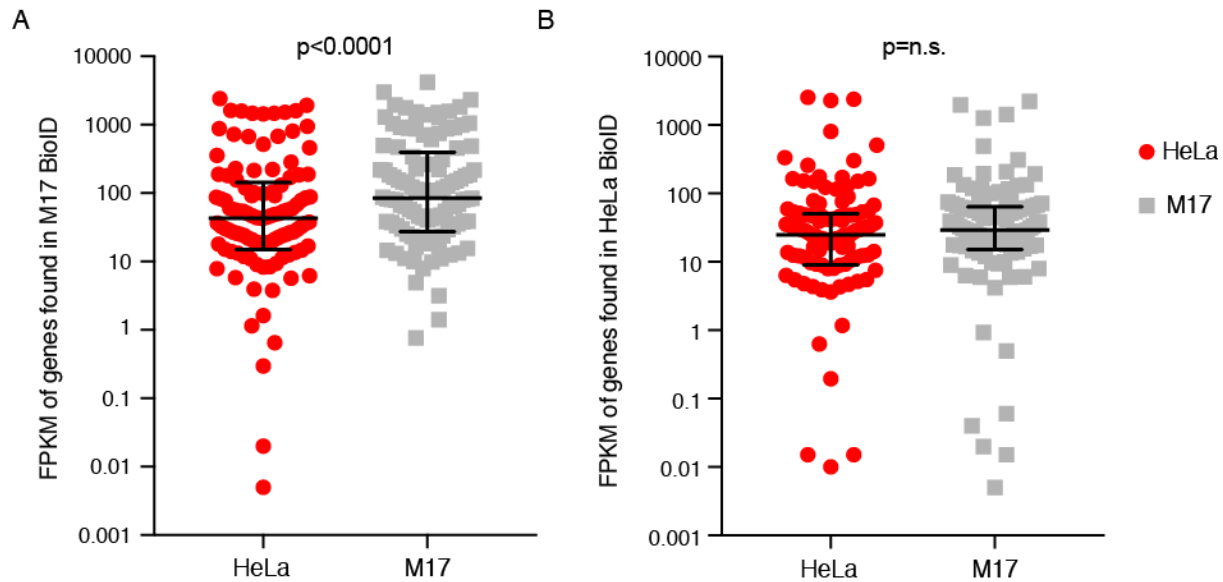 A
p<0.0001
FPKM of genes found in M17 BioID
10000
1000
100
10
1
0.1
0.01
0.001
HeLa
M17
B
p=n.s.
FPKM of genes found in HeLa BioID
10000
1000
100
10
1
0.1
0.01
0.001
HeLa
M17
HeLa
M17